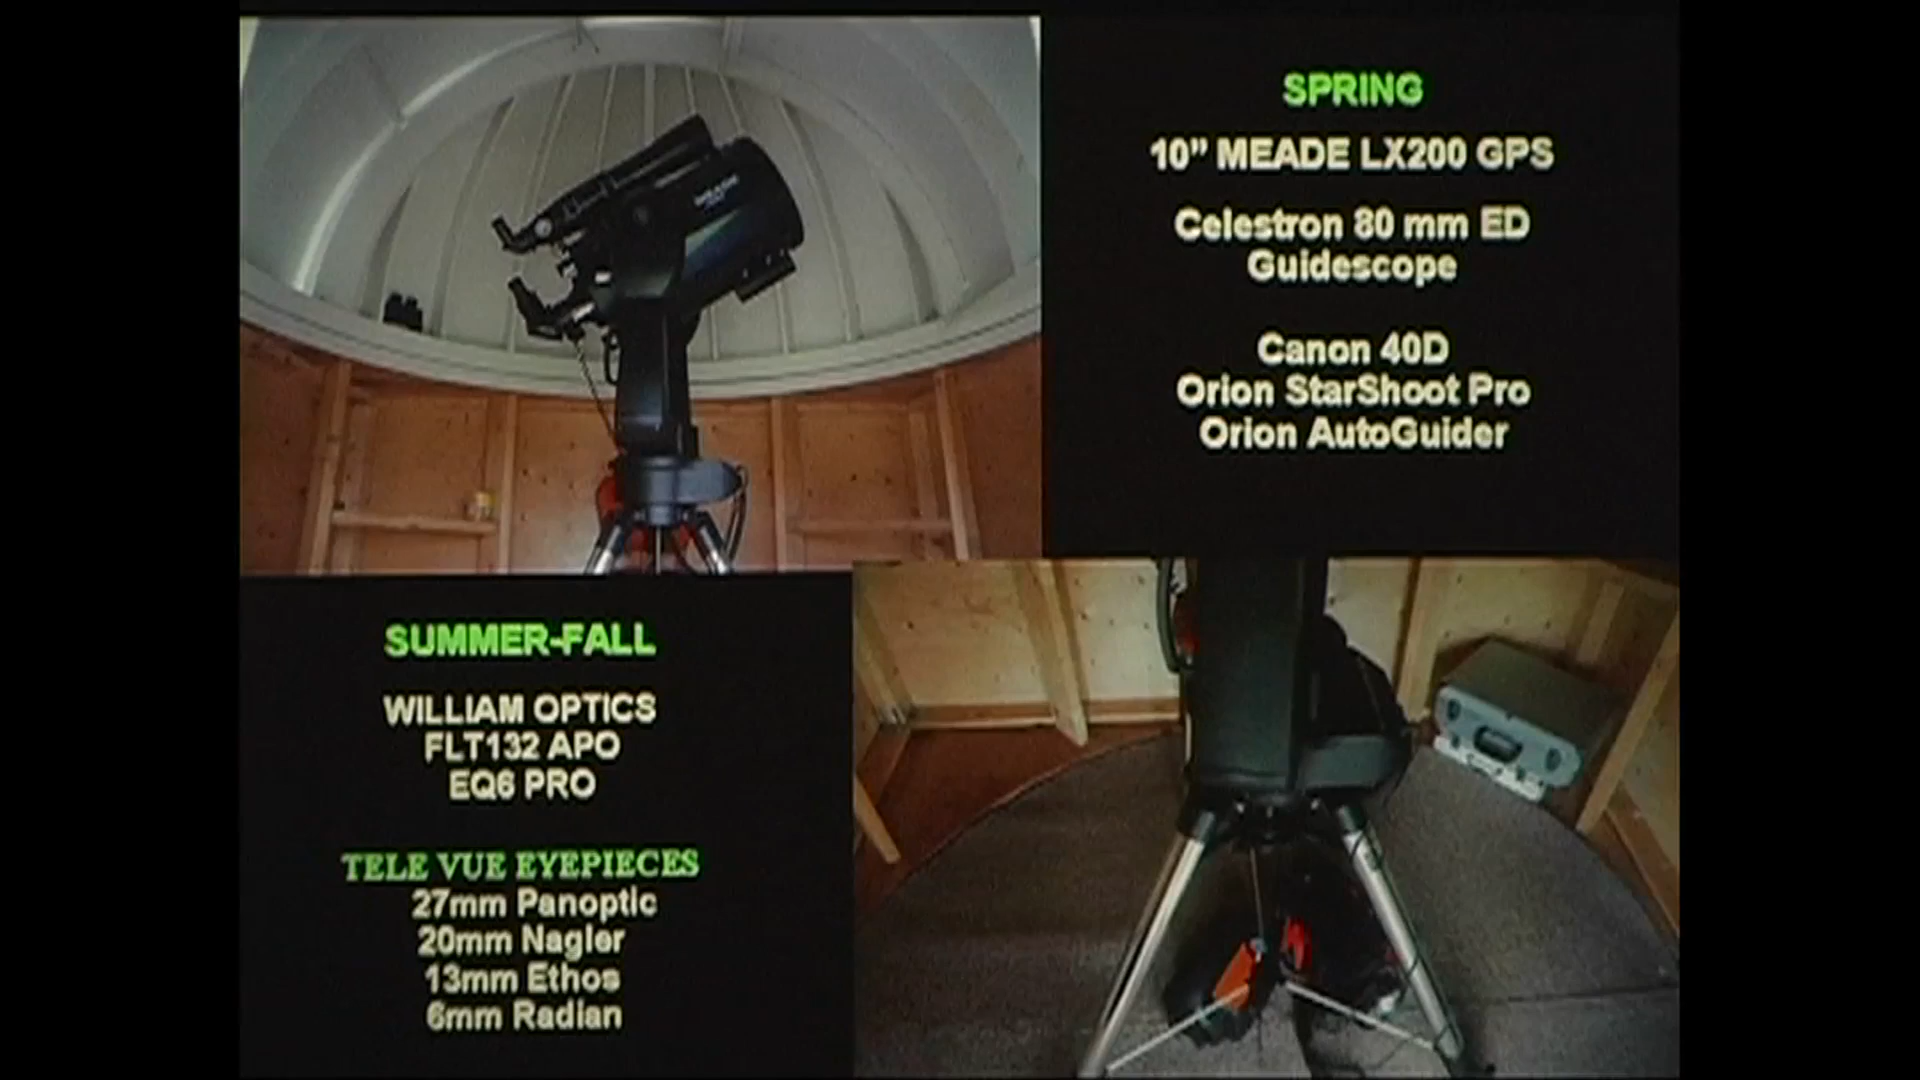 SPRING
10” MEADE LX200 GPS
Celestron 80 mm ED
Guidescope
Canon 40D
Orion StarShoot Pro
Orion AutoGuider
MEADE
SUMMER-FALL
WILLIAM OPTICS
FLT132 APO
EQ6 PRO
TELE VUE EYEPIECES
27mm Panoptic
20mm Nagler
13mm Ethos
6mm Radian